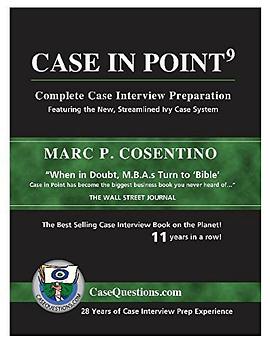 CASE IN POINT⁹
Complete Case Interview Preparation
Featuring the New, Streamlined Ivy Case System
MARC P. COSENTINO
"When in Doubt, M.B.A.s Turn to 'Bible'
Case in Point has become the biggest business book you never heard of..."
THE WALL STREET JOURNAL
The Best Selling Case Interview Book on the Planet!
11 years in a row!
CASEQUESTIONS.COM
CaseQuestions.com
28 Years of Case Interview Prep Experience